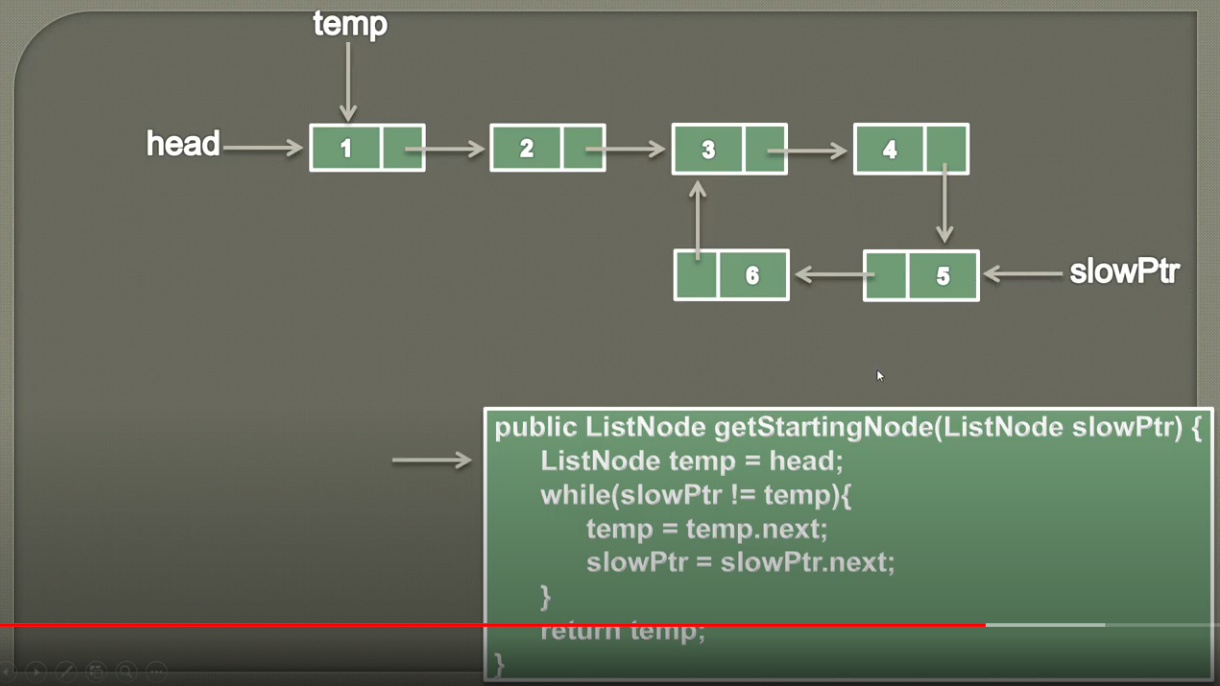 temp
head
1
2
3
4
6
5
slowPtr
public ListNode getStartingNode(ListNode slowPtr) {
ListNode temp = head;
while(slowPtr != temp){
temp = temp.next;
slowPtr = slowPtr.next;
}
return temp;
}